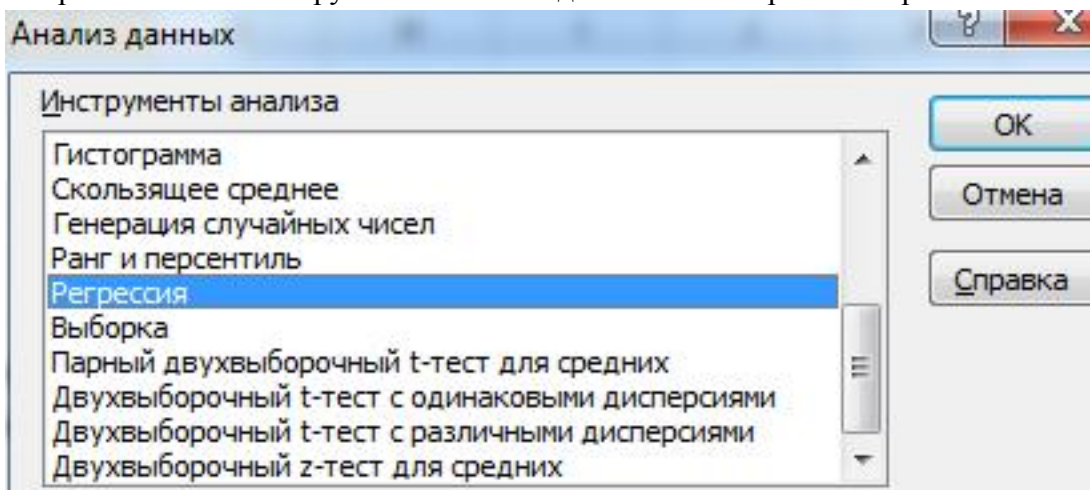 Анализ данных
Инструменты анализа
Гистограмма
Скользящее среднее
Генерация случайных чисел
Ранг и персентиль
Регрессия
Выборка
Парный двухвыборочный t-тест для средних
Двухвыборочный t-тест с одинаковыми дисперсиями
Двухвыборочный t-тест с различными дисперсиями
Двухвыборочный z-тест для средних
OK
Отмена
Справка